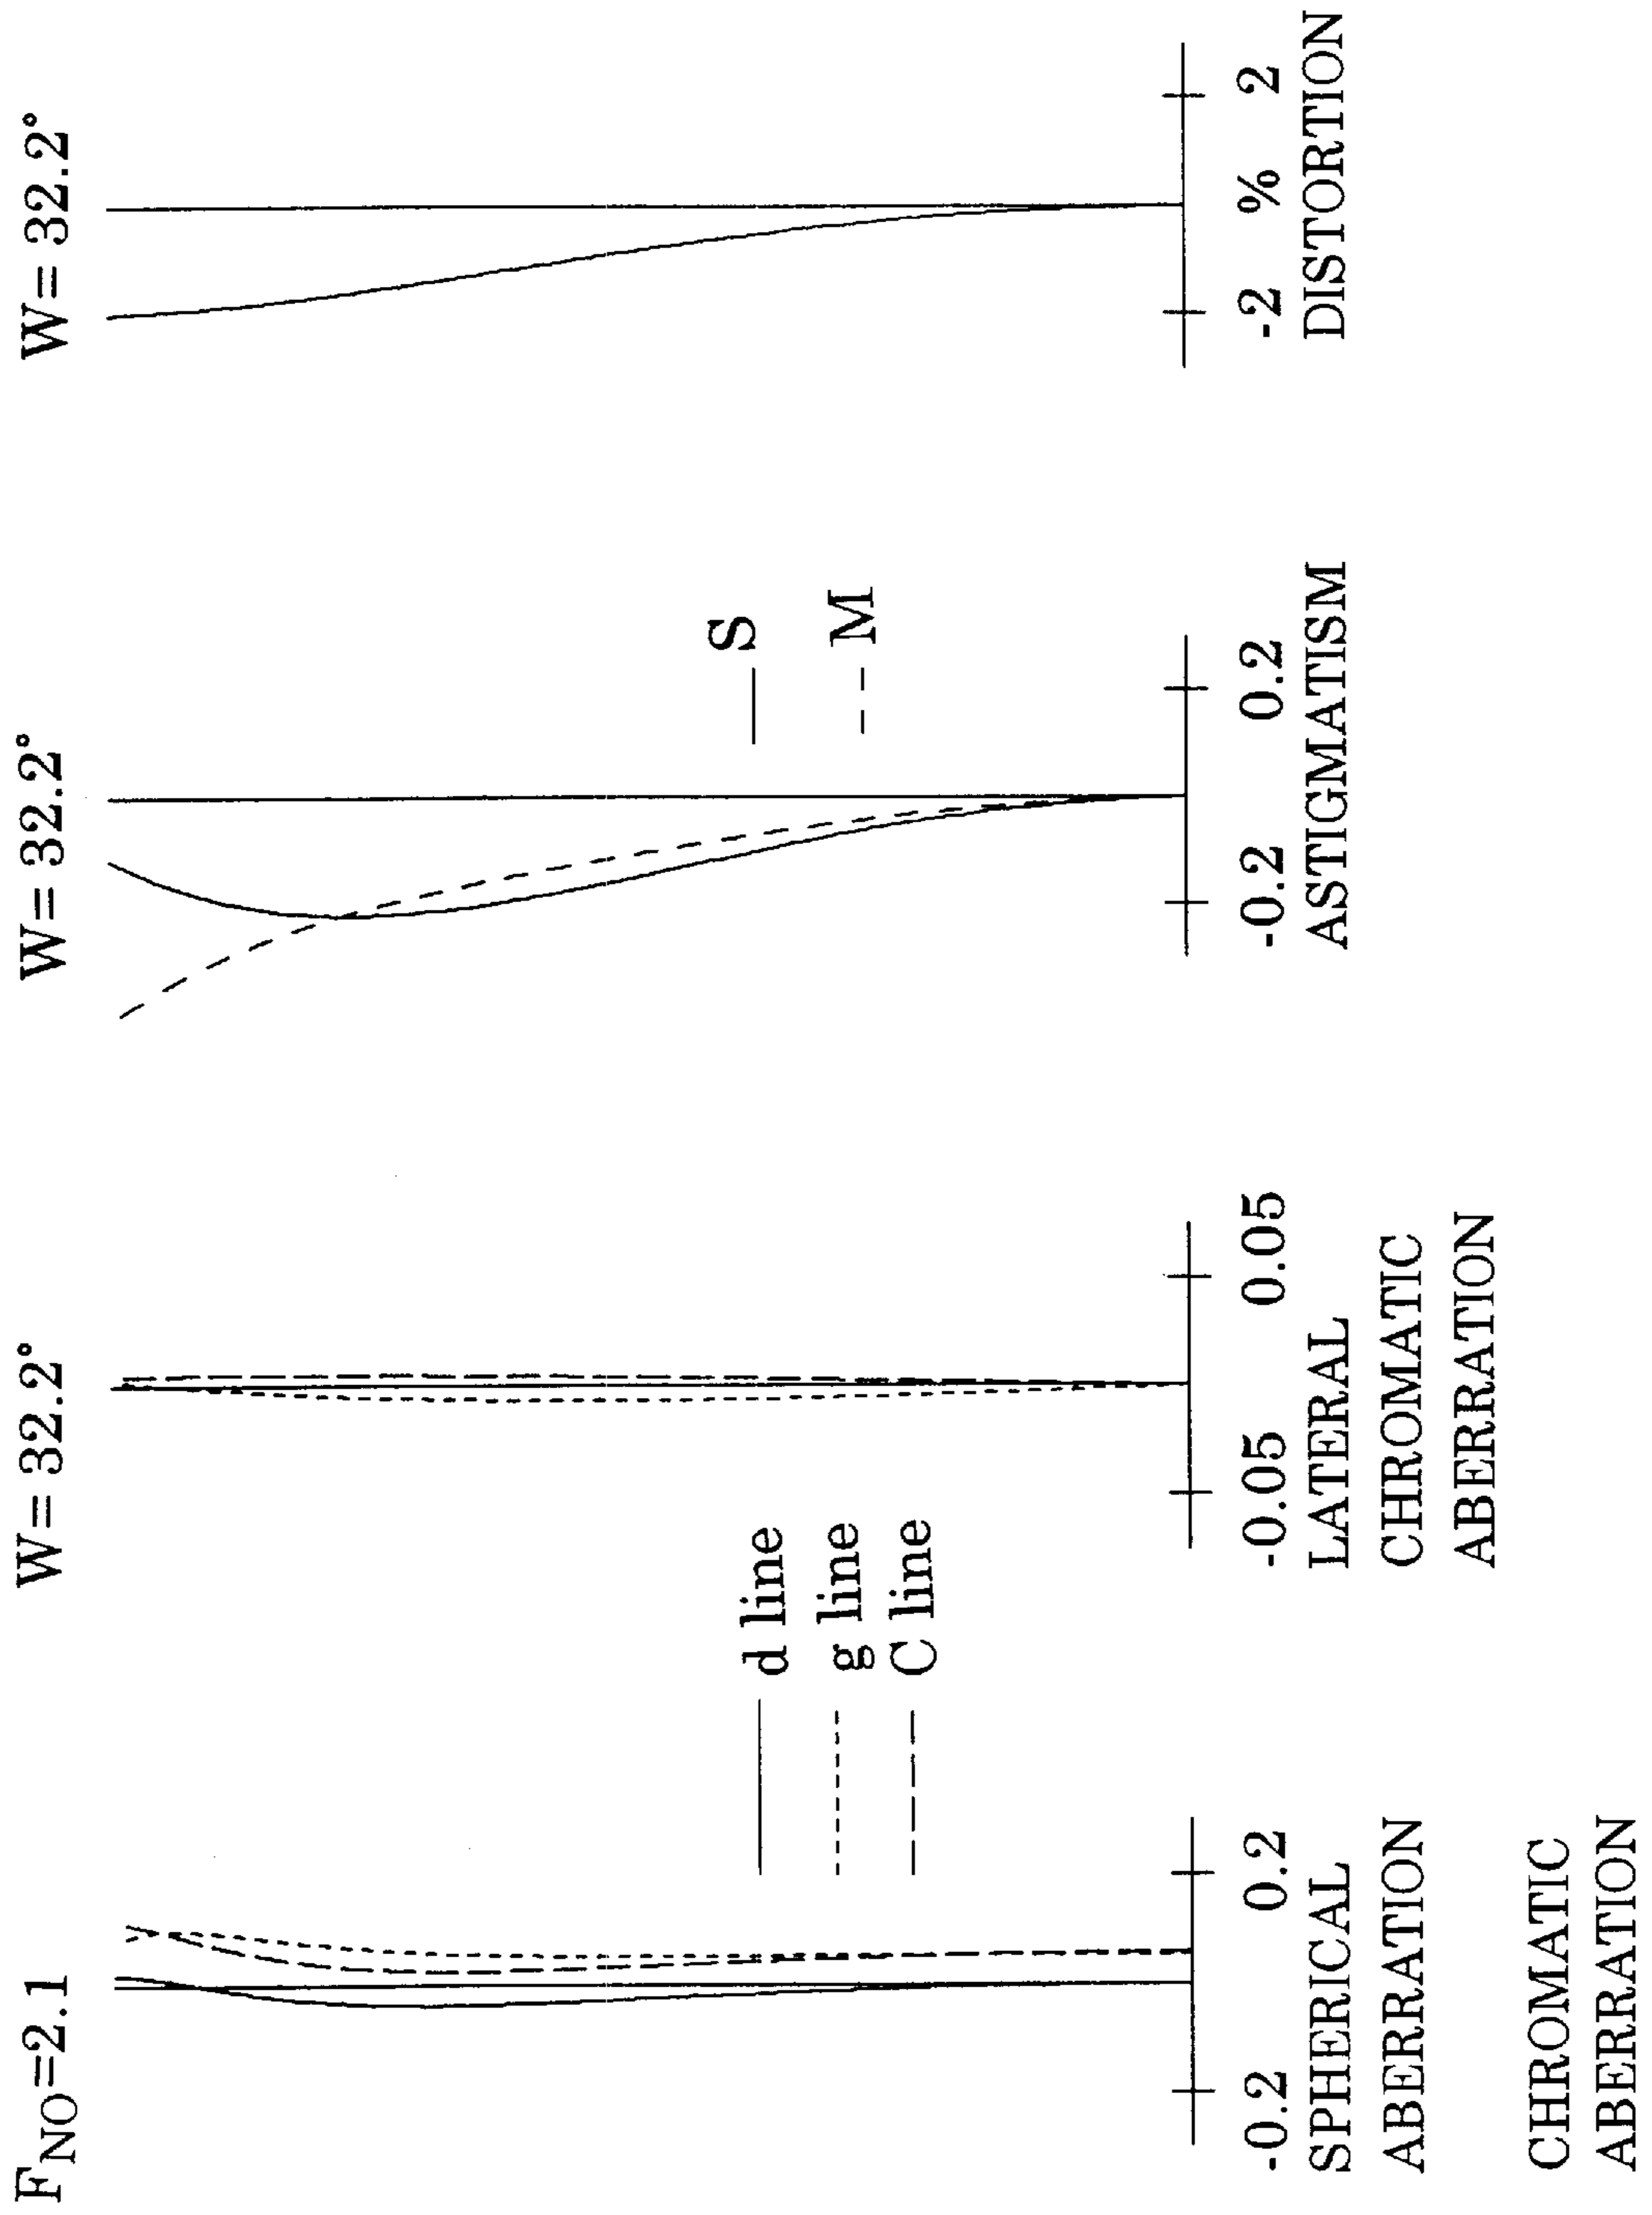 F_NO=2.1
-0.2 0.2
SPHERICAL
ABERRATION
CHROMATIC
ABERRATION
d line
g line
C line
W=32.2°
-0.05 0.05
LATERAL
CHROMATIC
ABERRATION
W=32.2°
S
M
-0.2 0.2
ASTIGMATISM
W=32.2°
-2 % 2
DISTORTION